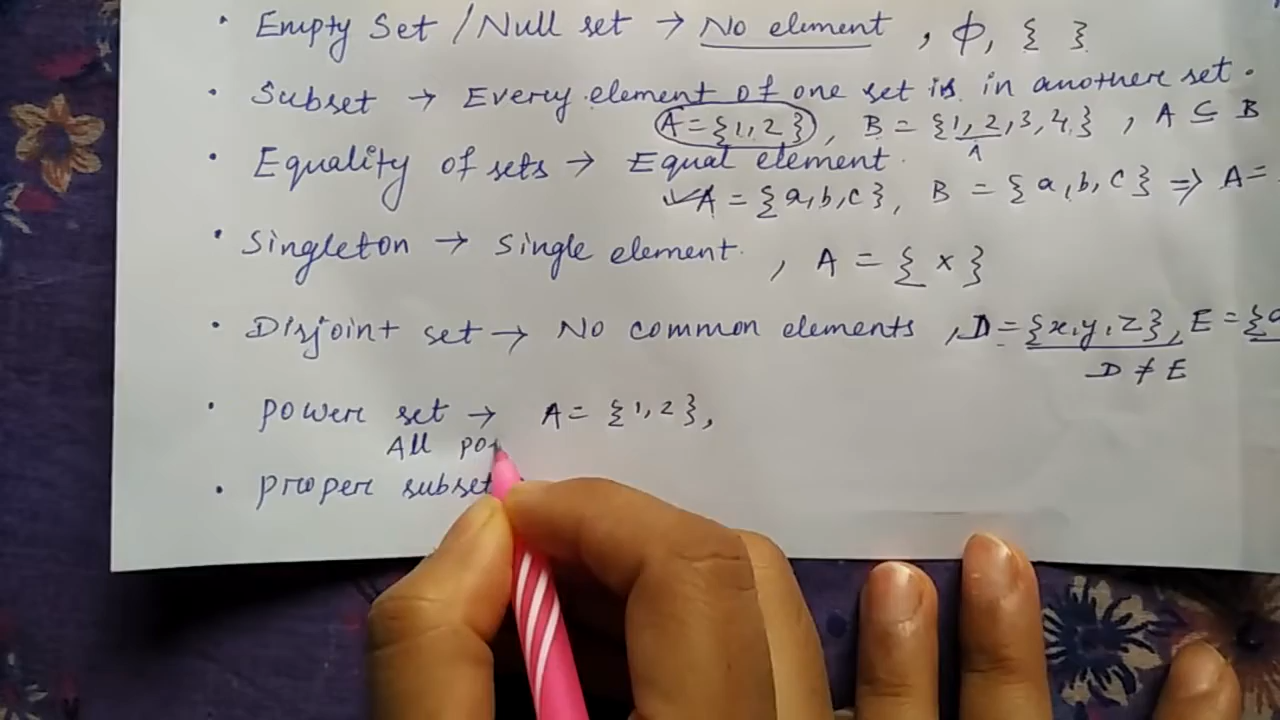 • Empty Set / Null set → No element , ϕ, { }
• Subset → Every element of one set is in another set.
A = {1, 2} , B = {1, 2, 3, 4} , A ⊆ B
A
• Equality of sets → Equal element.
✓A = {a, b, c}, B = {a, b, c} ⇒ A =
• Singleton → Single element. , A = { x }
• Disjoint set → No common elements , D = {x, y, z}, E = {a
D ≠ E
• power set → A = {1, 2},
All pos
• proper subset